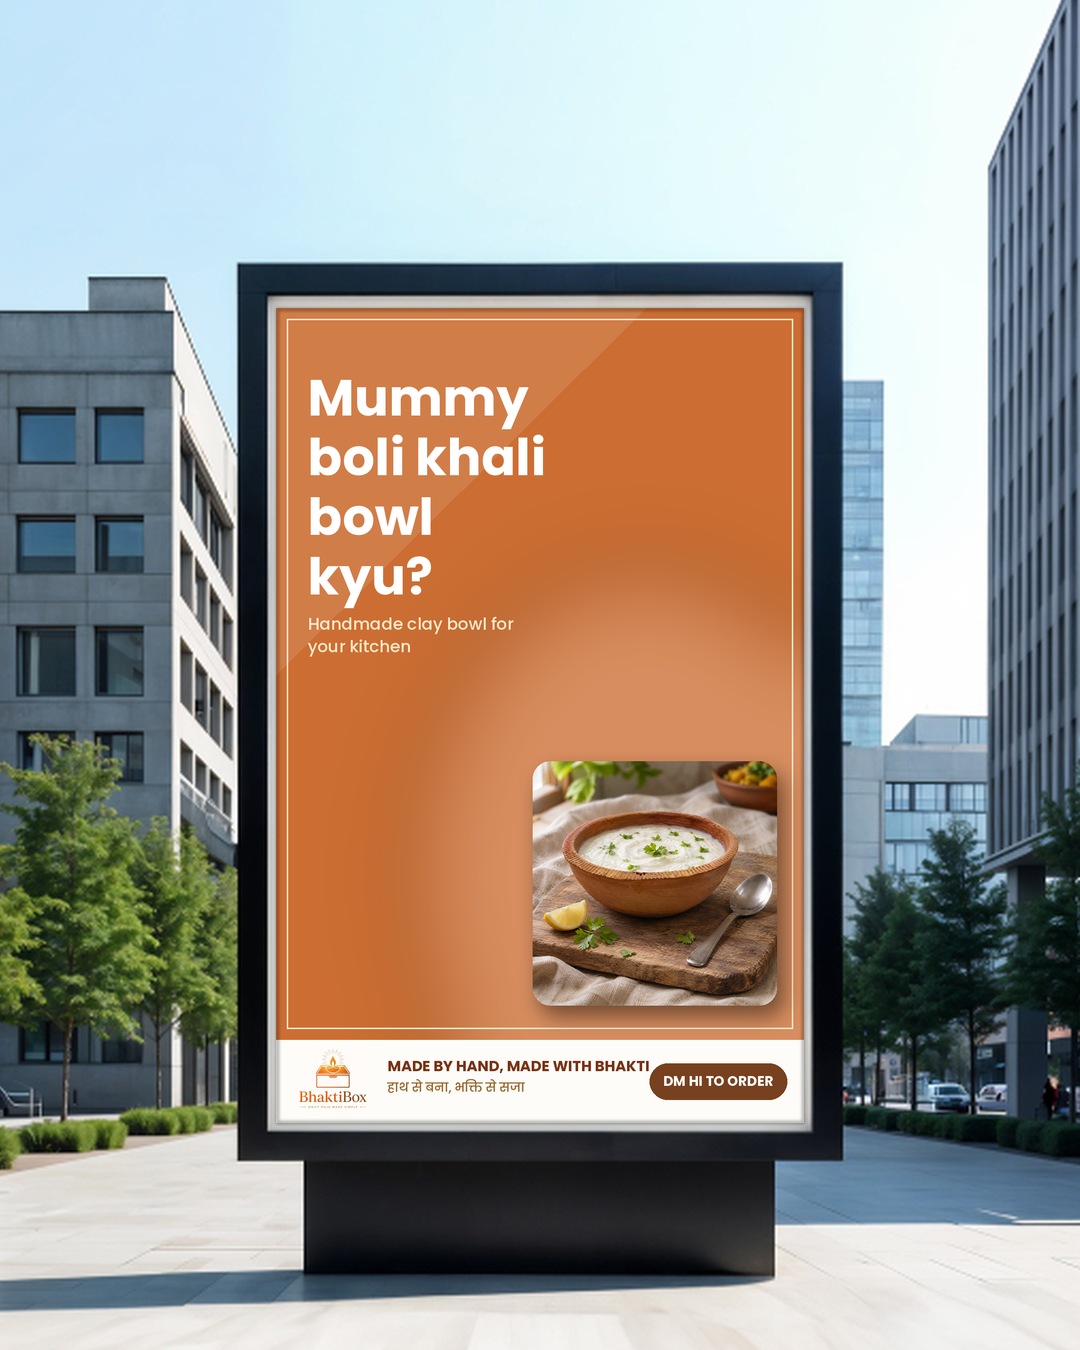 Mummy
boli khali
bowl
kyu?
Handmade clay bowl for
your kitchen
BhaktiBox
MADE BY HAND, MADE WITH BHAKTI
हाथ से बना, भक्ति से सजा
DM HI TO ORDER